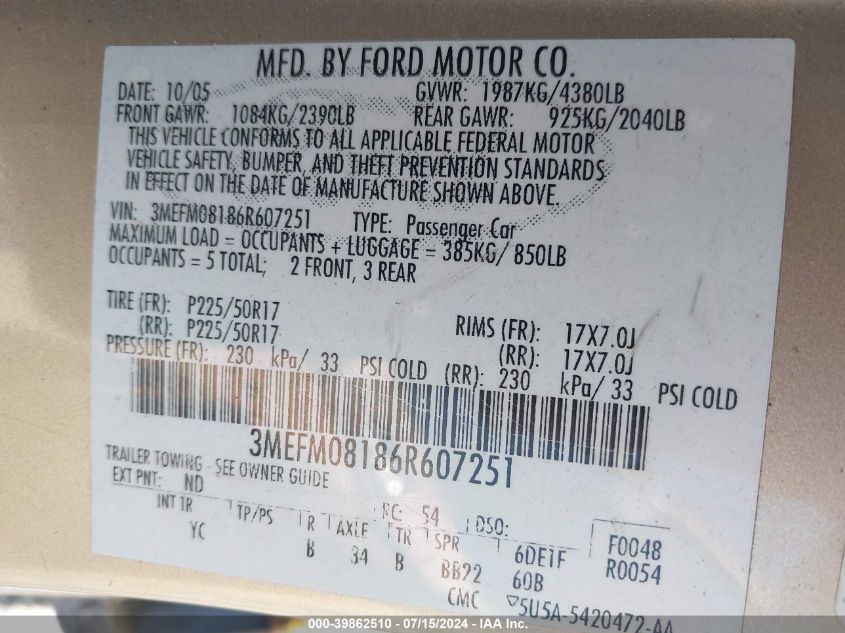 MFD. BY FORD MOTOR CO.
DATE: 10/05 GVWR: 1987KG/4380LB
FRONT GAWR: 1084KG/2390LB REAR GAWR: 925KG/2040LB
THIS VEHICLE CONFORMS TO ALL APPLICABLE FEDERAL MOTOR
VEHICLE SAFETY, BUMPER, AND THEFT PREVENTION STANDARDS
IN EFFECT ON THE DATE OF MANUFACTURE SHOWN ABOVE.
VIN: 3MEFM08186R607251 TYPE: Passenger Car
MAXIMUM LOAD = OCCUPANTS + LUGGAGE = 385KG/ 850LB
OCCUPANTS = 5 TOTAL; 2 FRONT, 3 REAR
TIRE (FR): P225/50R17 RIMS (FR): 17X7.0J
(RR): P225/50R17 (RR): 17X7.0J
PRESSURE (FR): 230 kPa/ 33 PSI COLD (RR): 230 kPa/ 33 PSI COLD
3MEFM08186R607251
TRAILER TOWING - SEE OWNER GUIDE
EXT PNT: ND RC: 54 DSO:
INT TR TP/PS R AXLE TR SPR 6DE1F F0048
YC B 34 B BB22 60B R0054
CMC 5U5A-5420472-AA
000-39862510 - 07/15/2024 - IAA Inc.